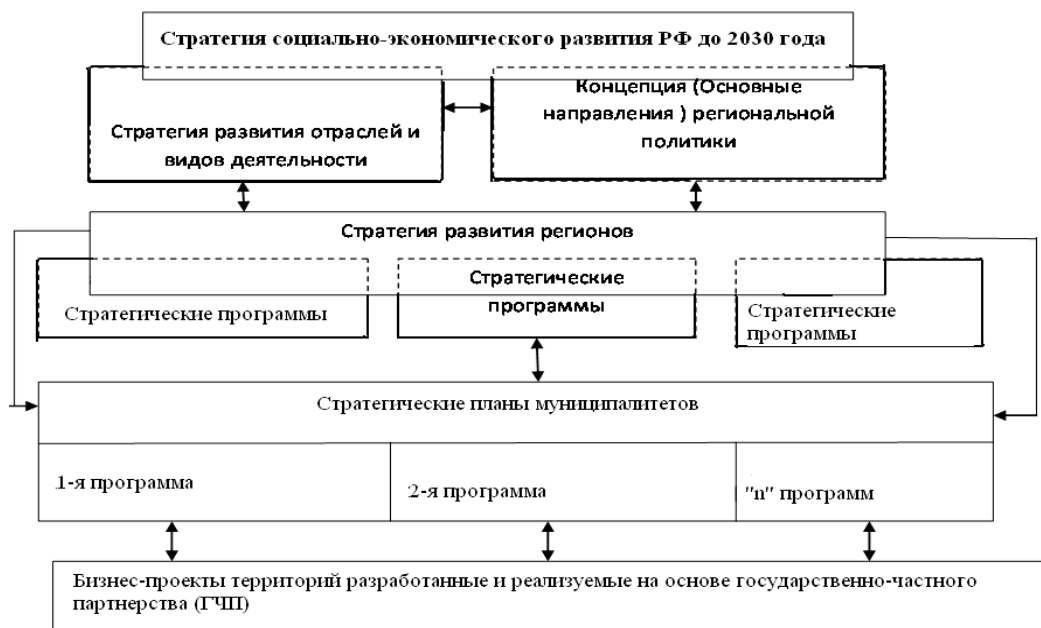 Стратегия социально-экономического развития РФ до 2030 года
Стратегия развития отраслей и
видов деятельности
Концепция (Основные
направления ) региональной
политики
Стратегия развития регионов
Стратегические программы
Стратегические
программы
Стратегические
программы
Стратегические планы муниципалитетов
1-я программа
2-я программа
"n" программ
Бизнес-проекты территорий разработанные и реализуемые на основе государственно-частного
партнерства (ГЧП)